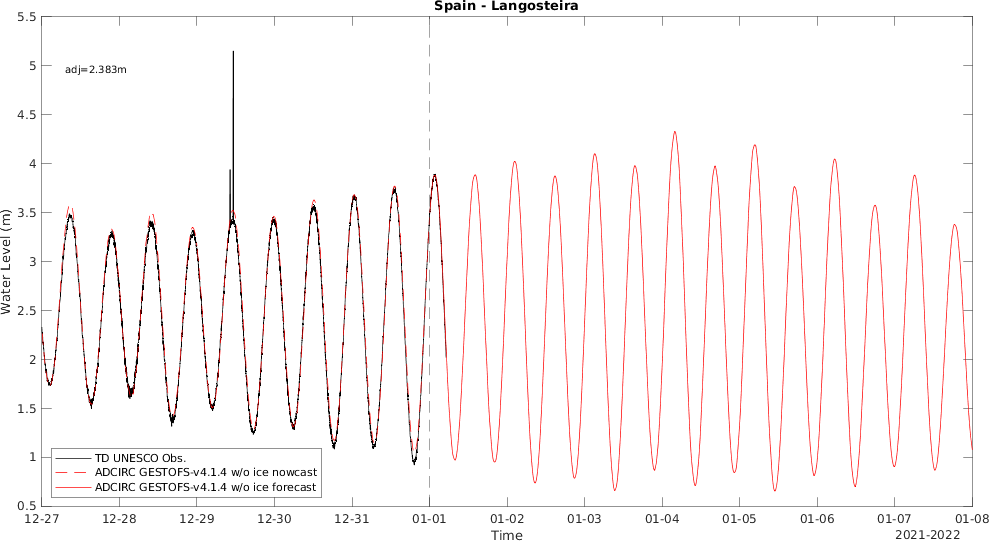 Spain - Langosteira
5.5
5
4.5
4
3.5
3
2.5
2
1.5
1
0.5
Water Level (m)
adj=2.383m
TD UNESCO Obs.
ADCIRC GESTOFS-v4.1.4 w/o ice nowcast
ADCIRC GESTOFS-v4.1.4 w/o ice forecast
12-27 12-28 12-29 12-30 12-31 01-01 01-02 01-03 01-04 01-05 01-06 01-07 01-08
Time
2021-2022